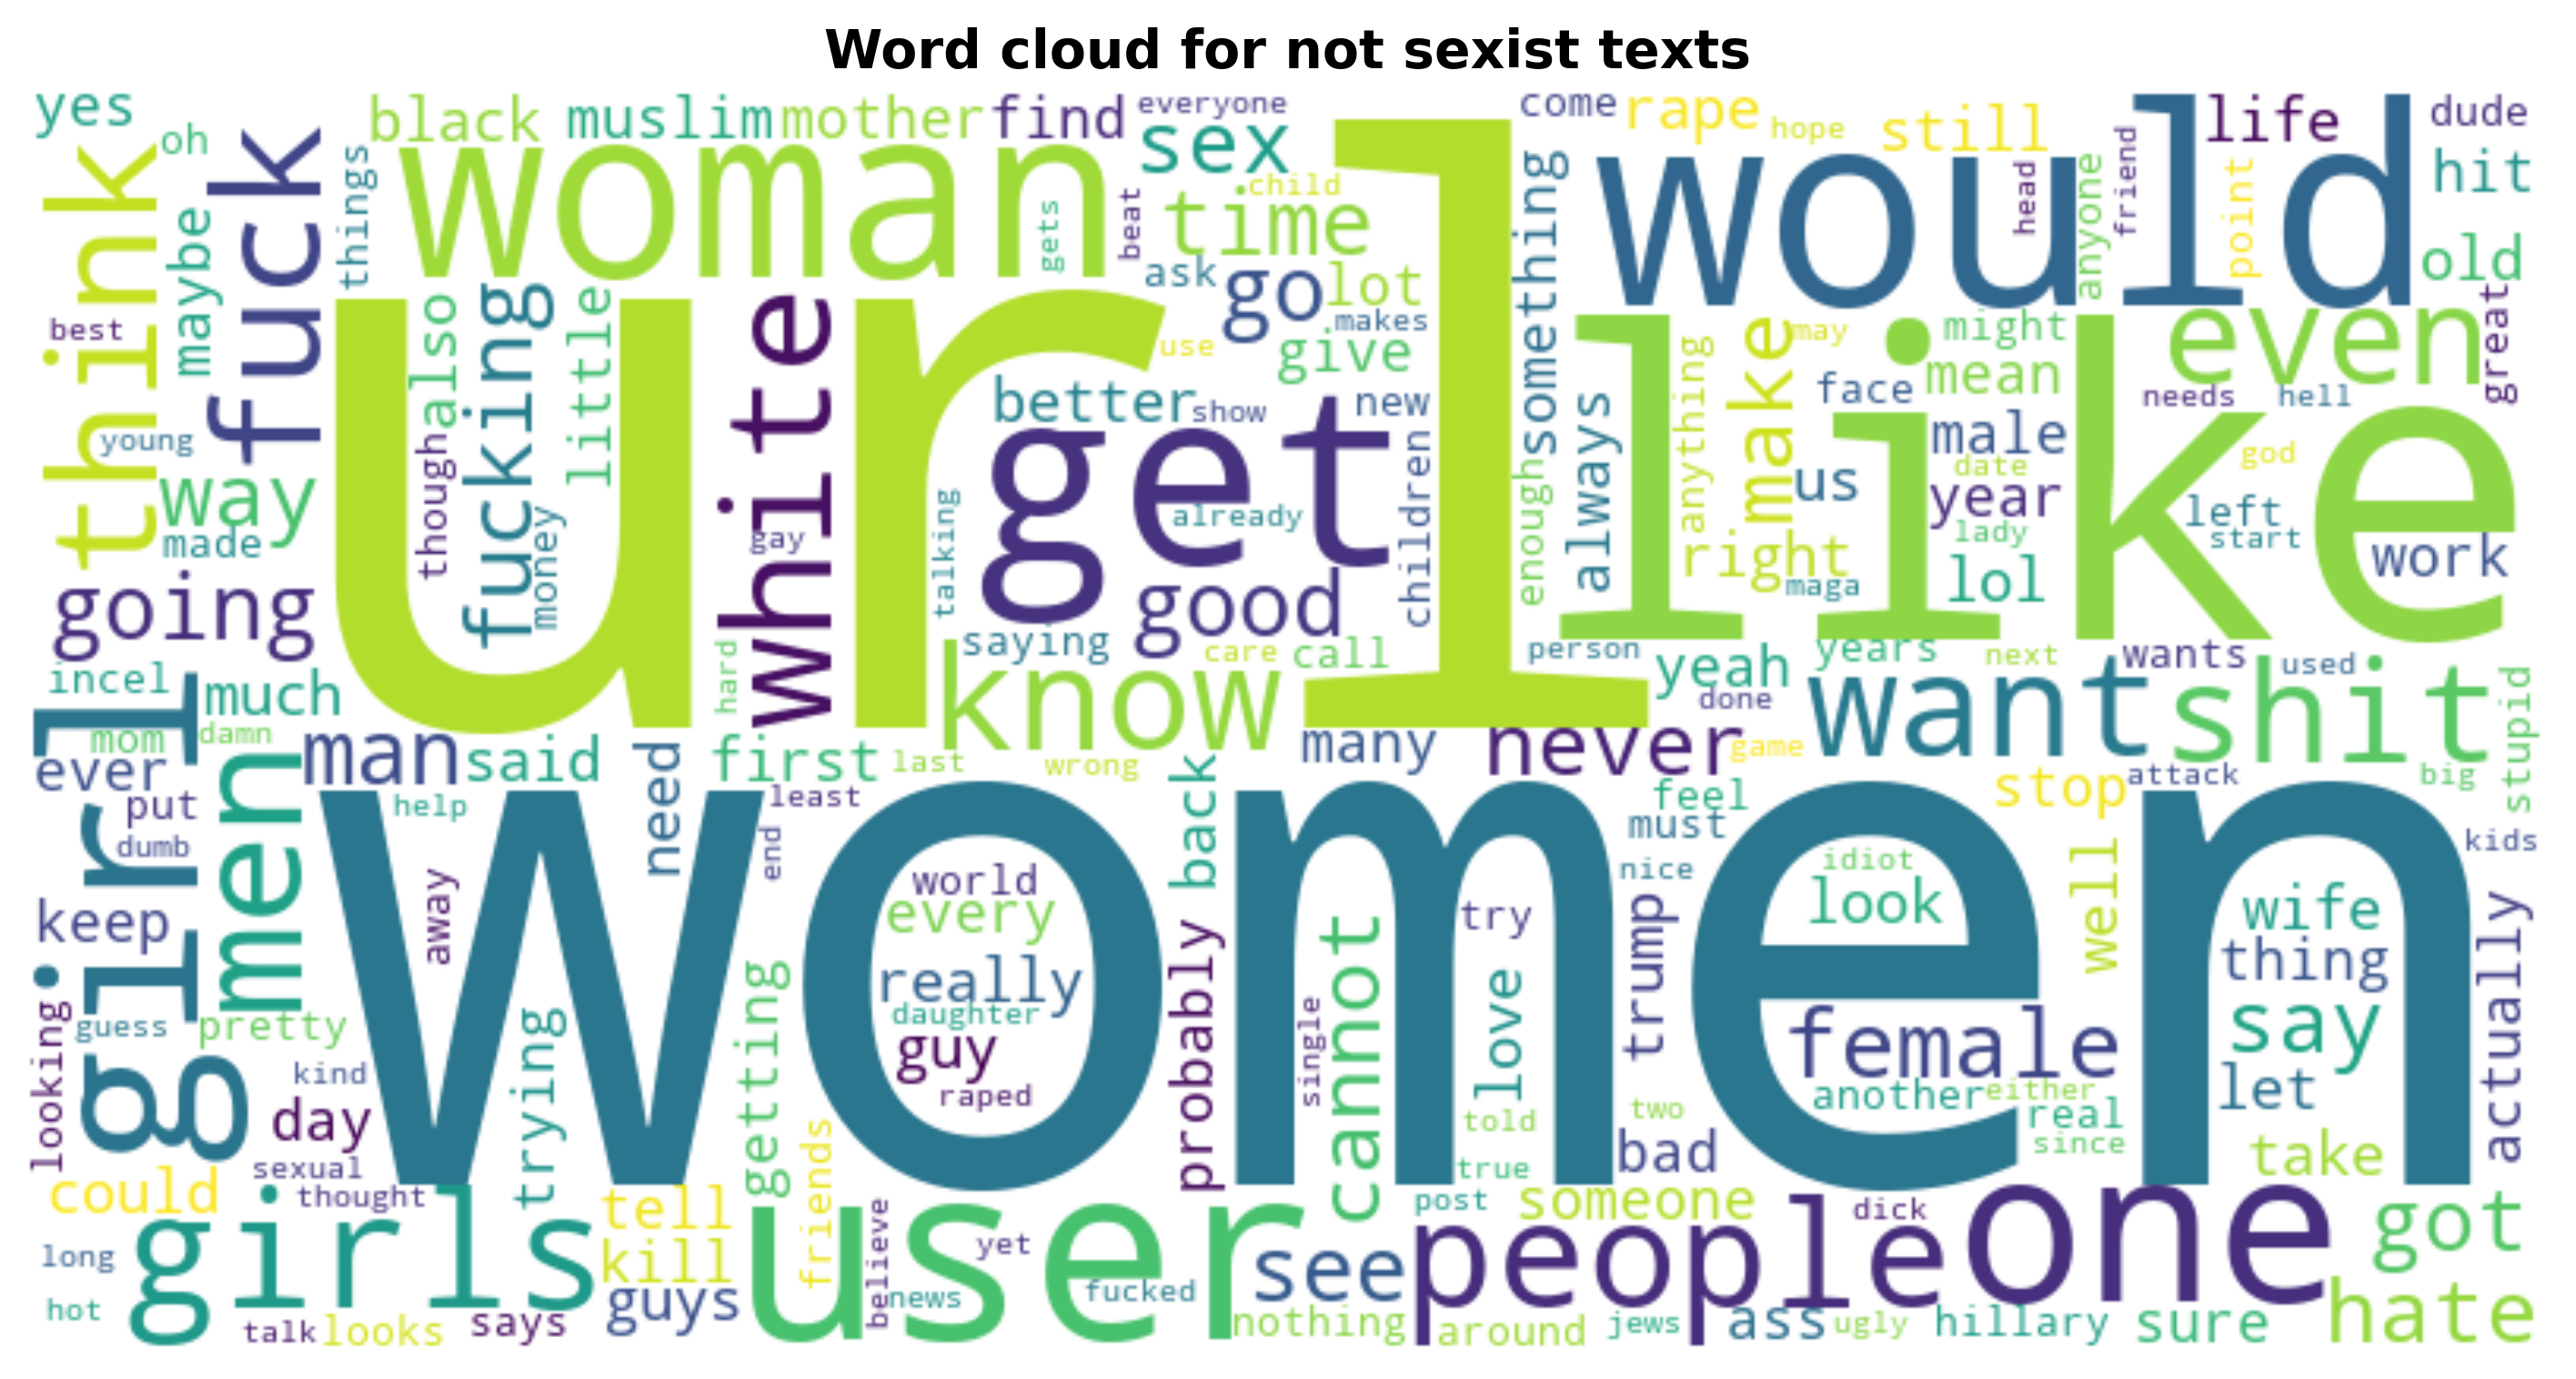 Word cloud for not sexist texts
yes
oh
think
maybe
fuck
things
black
muslim
mother
find
everyone
sex
come
rape
hope
still
life
dude
hit
old
woman
gets
beat
child
time
ask
go
lot
makes
give
something
would
head
anyone
friend
point
best
young
also
though
fucking
money
little
white
gay
url
use
better
show
get
already
new
children
talking
saying
good
know
care
call
hard
enough
always
anything
make
may
might
mean
even
great
needs
hell
face
male
date
year
lady
lol
us
right
maga
like
god
left
start
work
way
made
going
incel
much
mom
damn
girl
ever
put
dumb
men
man
said
help
need
first
last
wrong
least
end
person
yeah
years
next
wants
used
done
want
shit
stupid
many
never
game
stop
attack
big
kids
feel
must
nice
back
women
keep
away
looking
guess
pretty
kind
day
sexual
thought
trying
getting
friends
world
every
really
daughter
guy
raped
probably
single
cannot
try
love
told
true
post
trump
two
bad
idiot
look
female
another
either
real
since
well
wife
thing
say
let
take
actually
could
long
hot
girls
talk
looks
says
tell
kill
guys
user
believe
news
yet
fucked
see
nothing
around
people
someone
jews
ass
dick
ugly
hillary
one
sure
got
hate